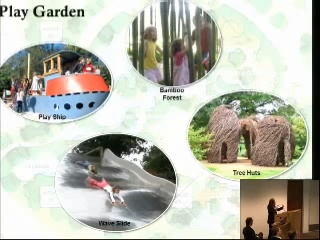 Play Garden
Bamboo
Forest
Play Ship
Tree Huts
Wave Slide